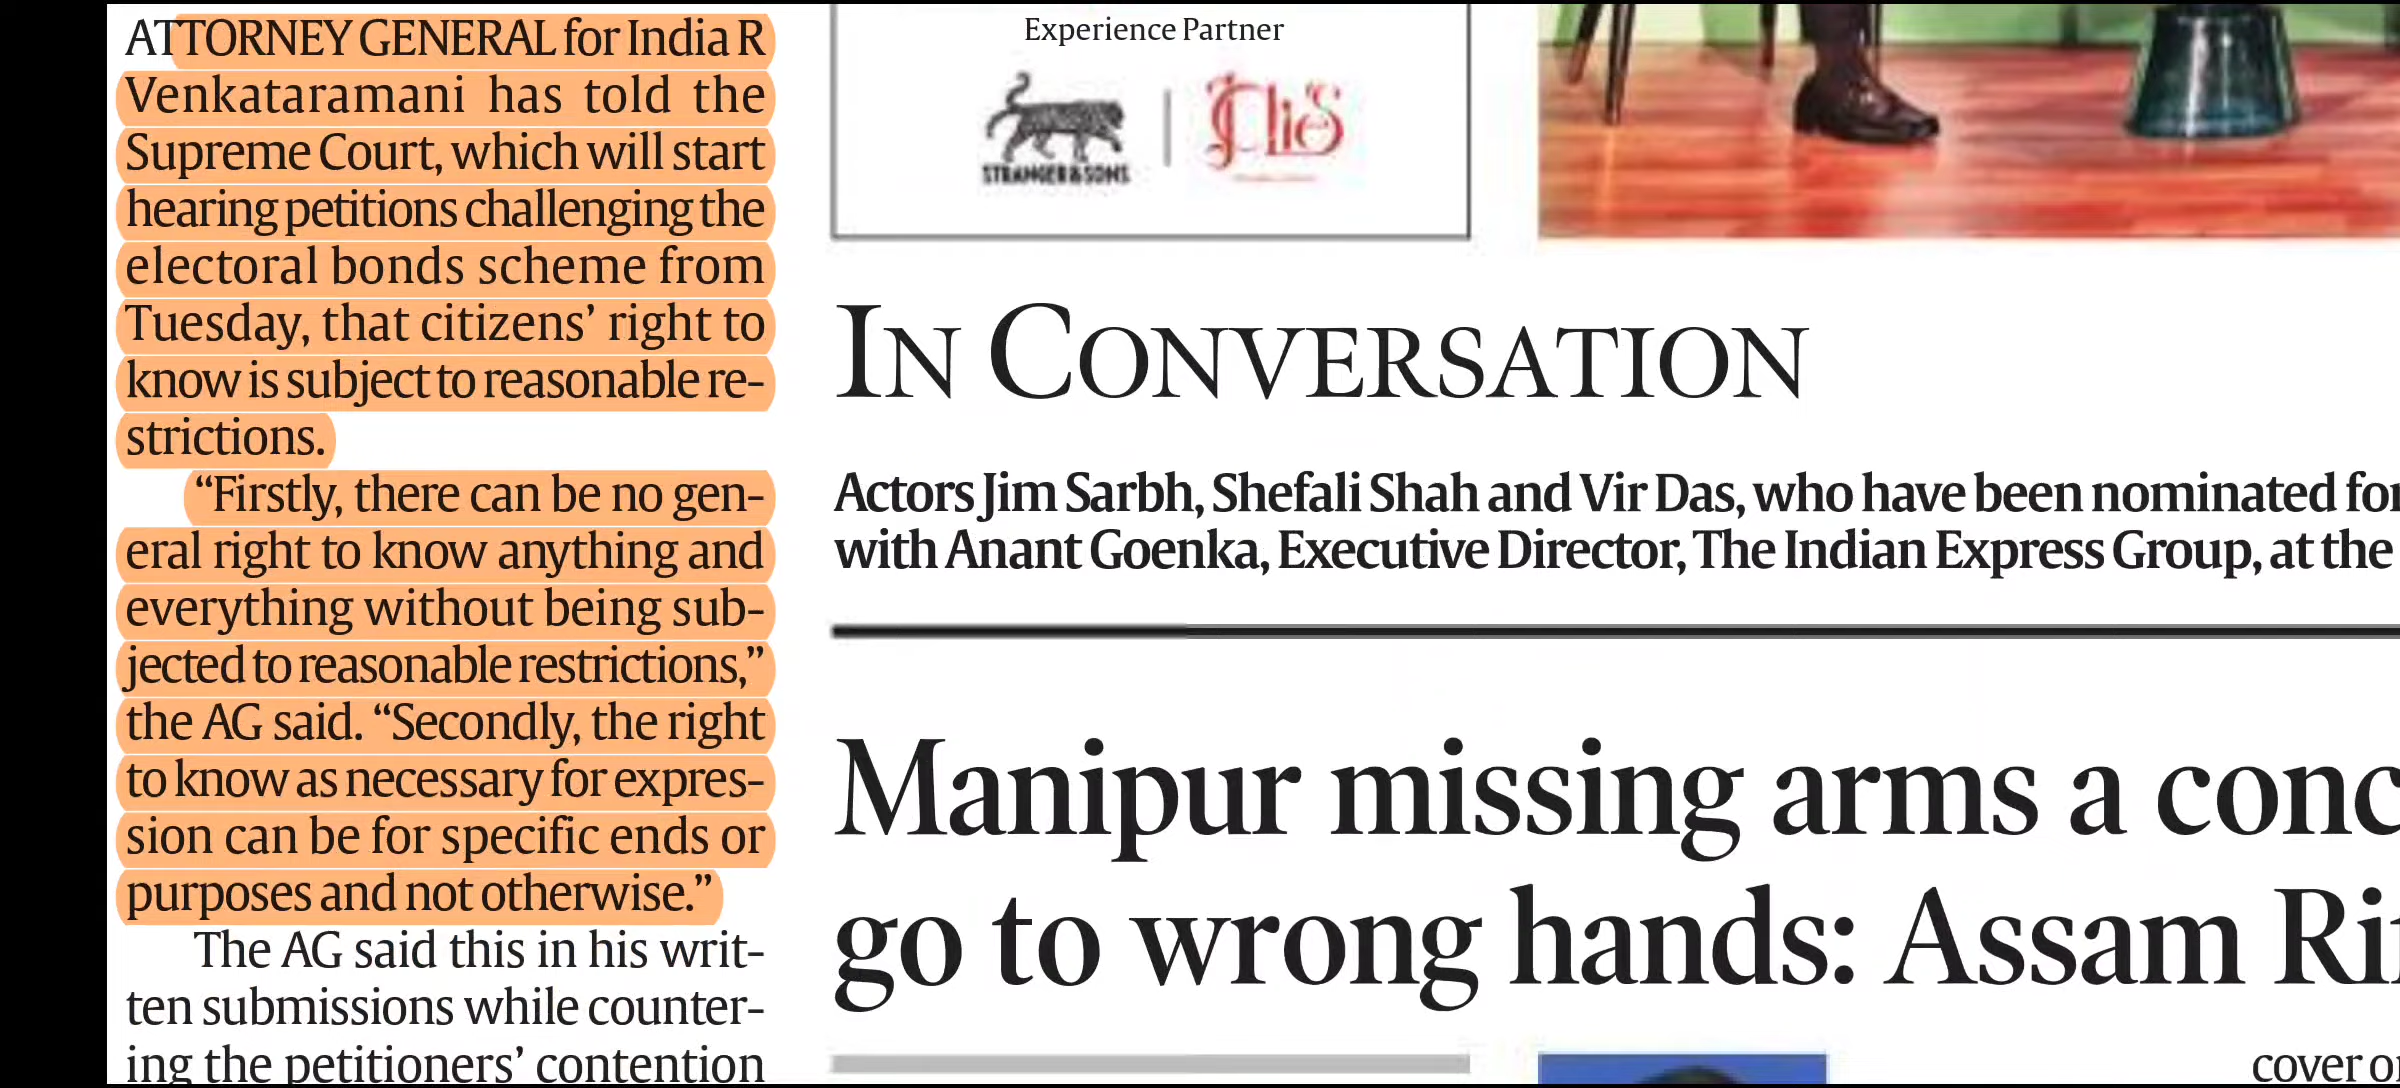 ATTORNEY GENERAL for India R
Venkataramani has told the
Supreme Court, which will start
hearing petitions challenging the
electoral bonds scheme from
Tuesday, that citizens’ right to
know is subject to reasonable re-
strictions.
“Firstly, there can be no gen-
eral right to know anything and
everything without being sub-
jected to reasonable restrictions,”
the AG said. “Secondly, the right
to know as necessary for expres-
sion can be for specific ends or
purposes and not otherwise.”
The AG said this in his writ-
ten submissions while counter-
ing the petitioners’ contention
Experience Partner
STRANGER & SONS
IN CONVERSATION
Actors Jim Sarbh, Shefali Shah and Vir Das, who have been nominated for
with Anant Goenka, Executive Director, The Indian Express Group, at the
Manipur missing arms a conc
go to wrong hands: Assam Rif
cover or